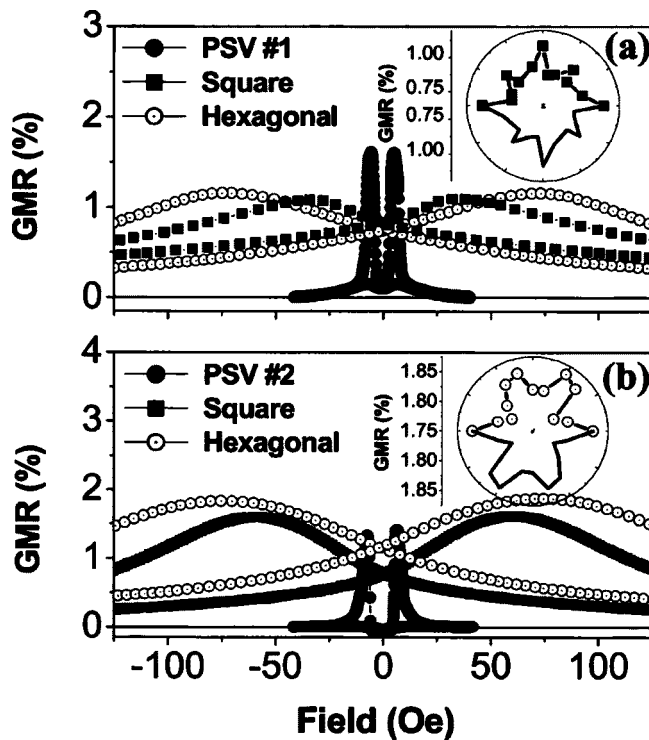 3
2
1
0
GMR (%)
PSV #1
Square
Hexagonal
(a)
1.00
0.75
0.75
1.00
GMR (%)
4
3
2
1
0
GMR (%)
PSV #2
Square
Hexagonal
(b)
1.85
1.80
1.75
1.80
1.85
GMR (%)
-100 -50 0 50 100
Field (Oe)